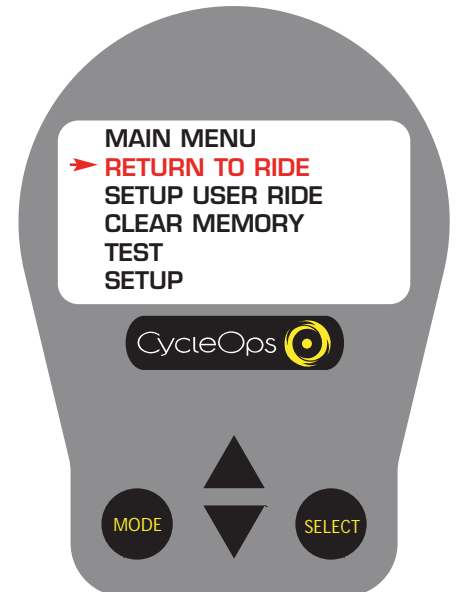 MAIN MENU
RETURN TO RIDE
SETUP USER RIDE
CLEAR MEMORY
TEST
SETUP
CycleOps
MODE
SELECT